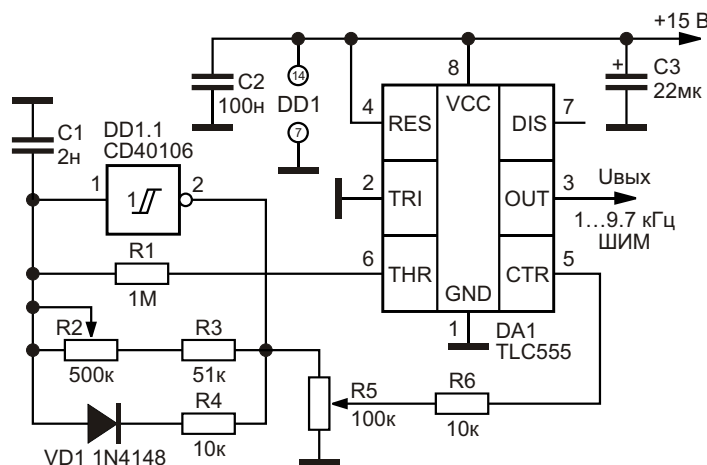 +15 В
C1
2н
DD1.1
CD40106
1
1
2
C2
100н
14
DD1
7
8
VCC
4
RES
DIS
7
2
TRI
OUT
3
Uвых
1...9.7 кГц
ШИМ
6
THR
CTR
5
GND
1
DA1
TLC555
+
C3
22мк
R1
1М
R2
500к
R3
51к
R4
10к
VD1 1N4148
R5
100к
R6
10к